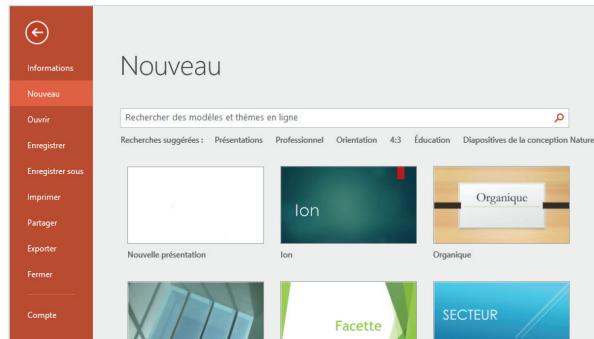 Informations
Nouveau
Ouvrir
Enregistrer
Enregistrer sous
Imprimer
Partager
Exporter
Fermer
Compte
Nouveau
Rechercher des modèles et thèmes en ligne
Recherches suggérées : Présentations Professionnel Orientation 4:3 Éducation Diapositives de la conception Nature
Ion
Organique
Nouvelle présentation
Ion
Organique
Facette
SECTEUR